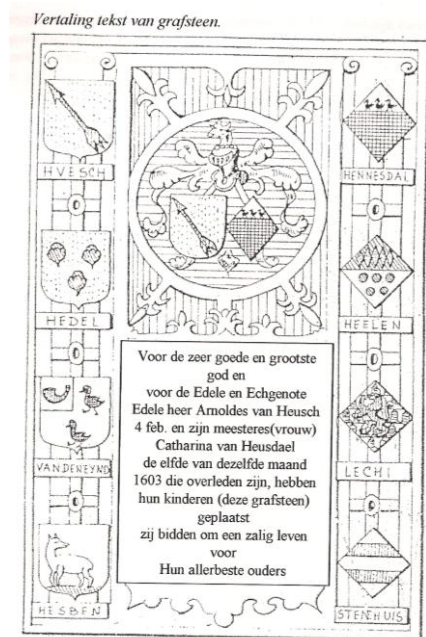 Vertaling tekst van grafsteen.
HVESCH
HENNESDAL
HEDEL
HEELEN
VANDENEYND
LECHI
HESBEN
STENHUIS
Voor de zeer goede en grootste
god en
voor de Edele en Echgenote
Edele heer Arnoldes van Heusch
4 feb. en zijn meesteres(vrouw)
Catharina van Heusdael
de elfde van dezelfde maand
1603 die overleden zijn, hebben
hun kinderen (deze grafsteen)
geplaatst
zij bidden om een zalig leven
voor
Hun allerbeste ouders